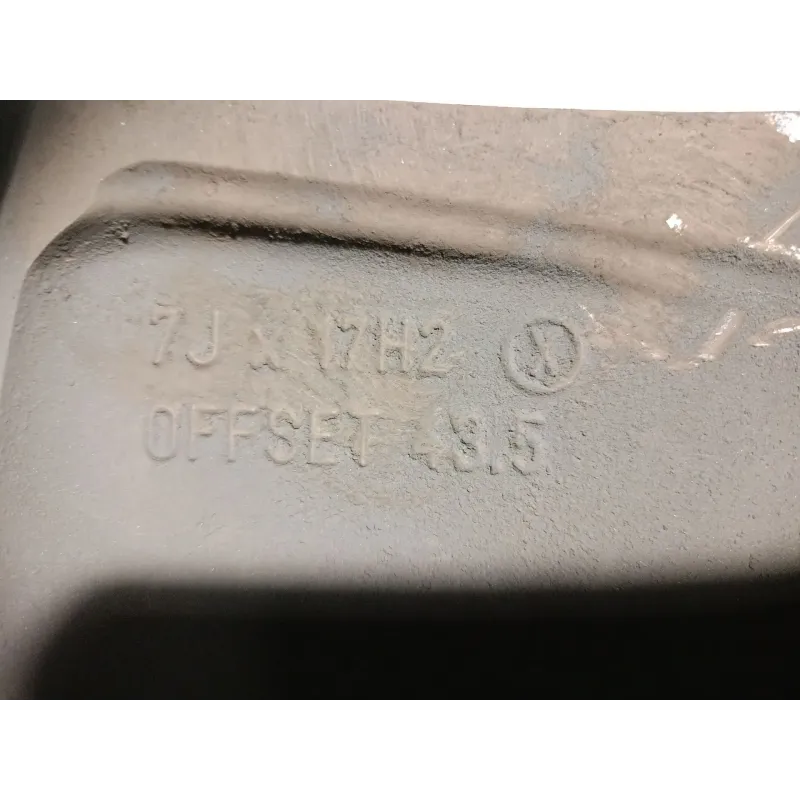 7J x 17H2 Ⓧ
OFFSET 43,5